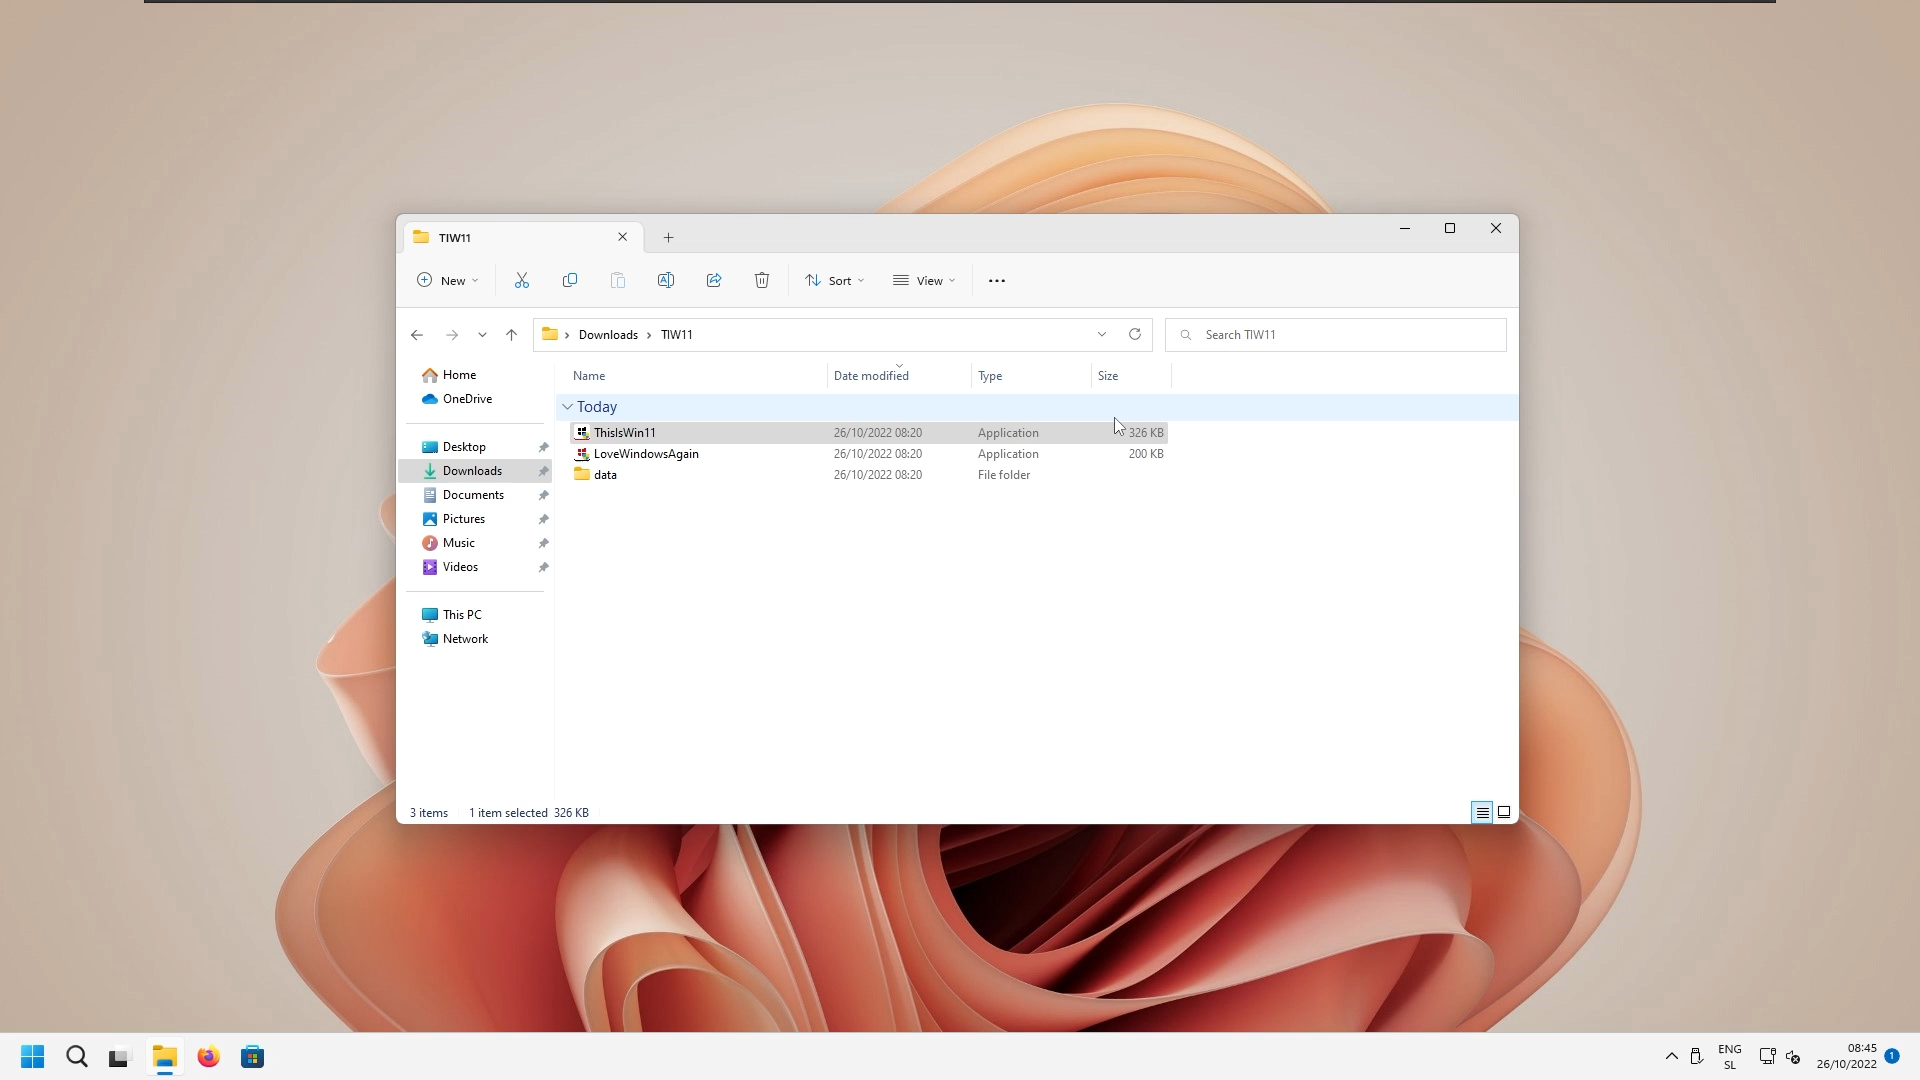 TIW11
New
Sort
View
Downloads
TIW11
Search TIW11
Home
OneDrive
Desktop
Downloads
Documents
Pictures
Music
Videos
This PC
Network
Name Date modified Type Size
Today
ThisIsWin11 26/10/2022 08:20 Application 326 KB
LoveWindowsAgain 26/10/2022 08:20 Application 200 KB
data 26/10/2022 08:20 File folder
3 items 1 item selected 326 KB
ENG
SL
08:45
26/10/2022
1